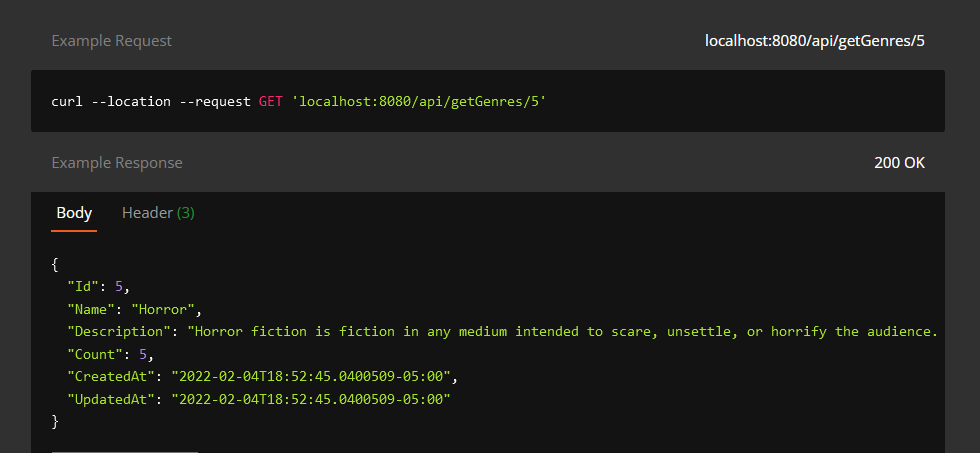 Example Request
localhost:8080/api/getGenres/5
curl --location --request GET 'localhost:8080/api/getGenres/5'
Example Response
200 OK
Body
Header (3)
{
  "Id": 5,
  "Name": "Horror",
  "Description": "Horror fiction is fiction in any medium intended to scare, unsettle, or horrify the audience.
  "Count": 5,
  "CreatedAt": "2022-02-04T18:52:45.0400509-05:00",
  "UpdatedAt": "2022-02-04T18:52:45.0400509-05:00"
}